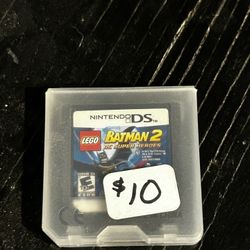 NINTENDO DS
LEGO
BATMAN 2
DC SUPER HEROES
$10